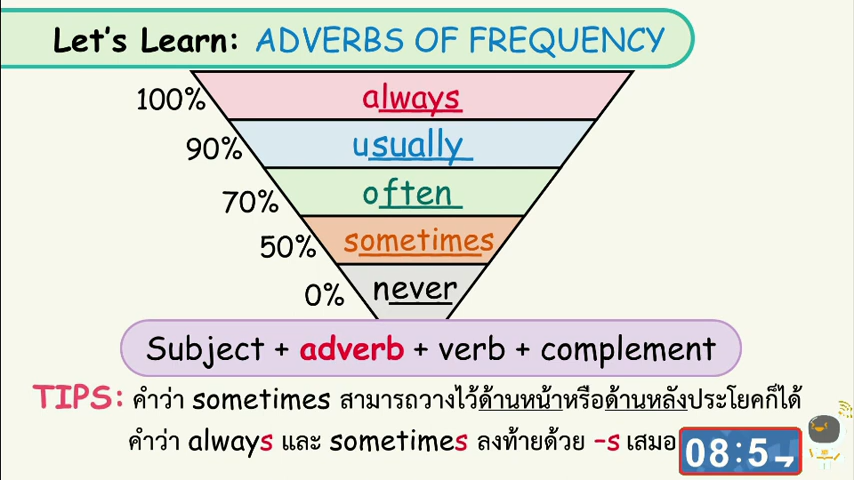 Let's Learn: ADVERBS OF FREQUENCY
100% always
90% usually
70% often
50% sometimes
0% never
Subject + adverb + verb + complement
TIPS: คำว่า sometimes สามารถวางไว้ด้านหน้าหรือด้านหลังประโยคก็ได้
คำว่า always และ sometimes ลงท้ายด้วย -s เสมอ
08:5